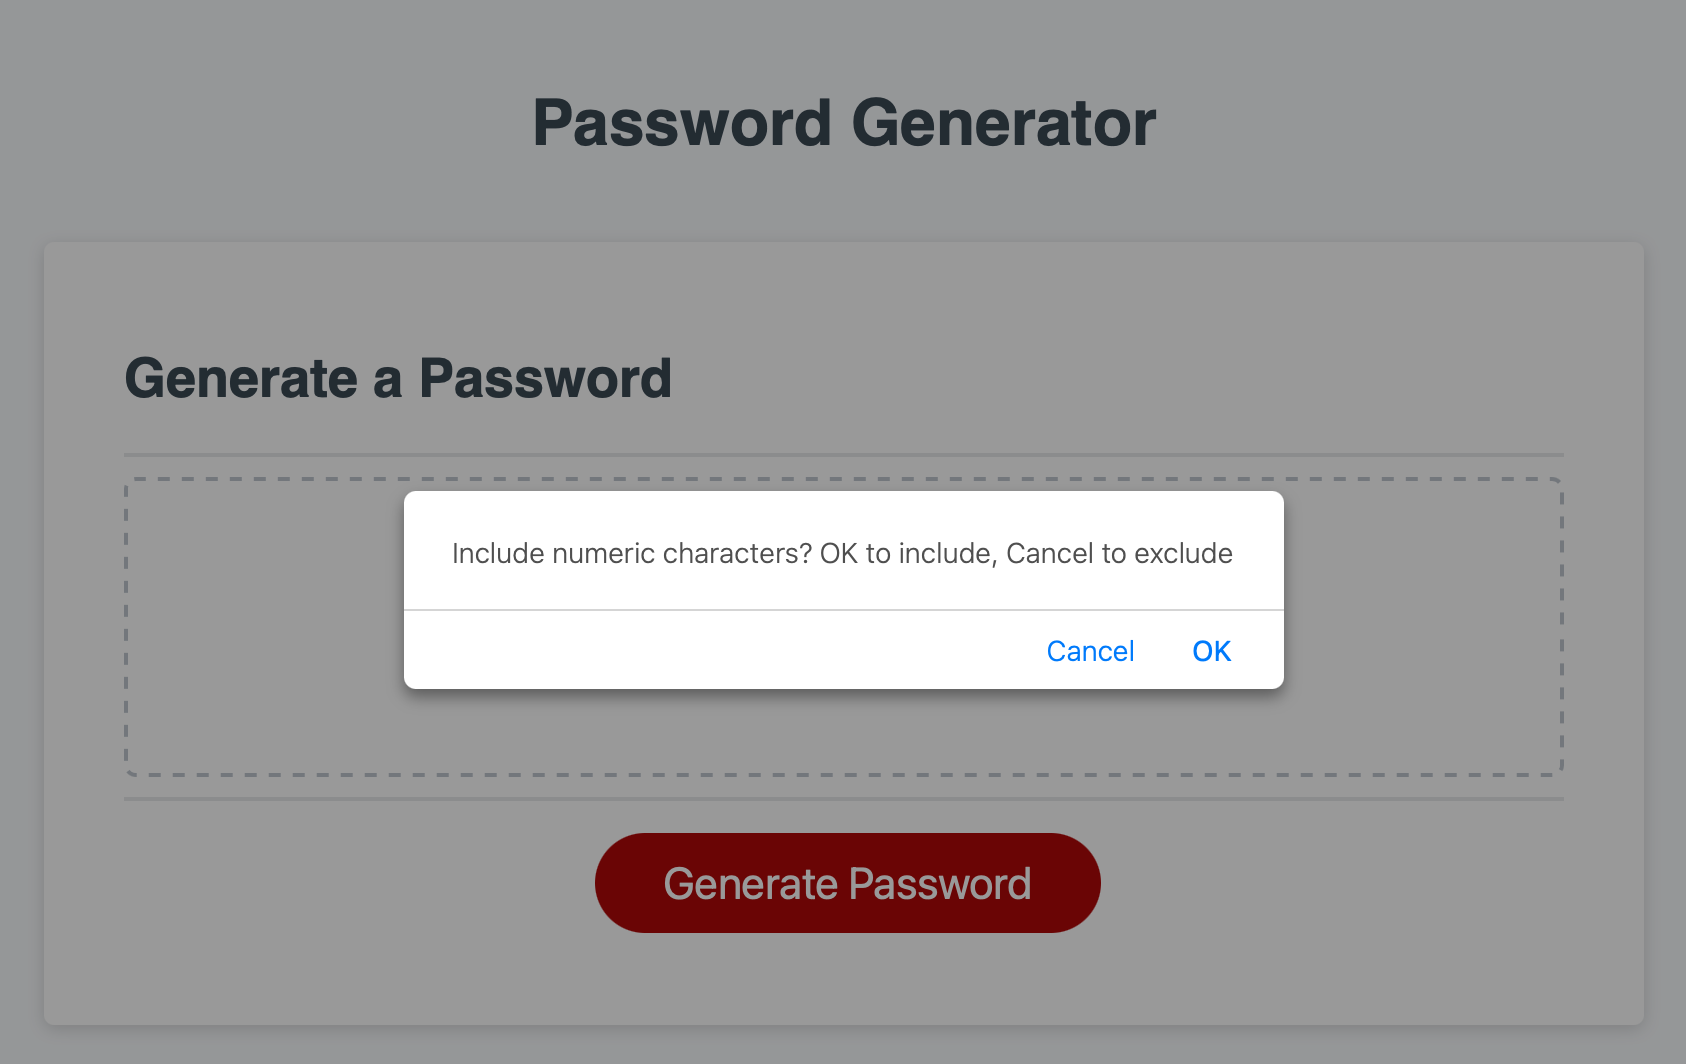 Password Generator
Generate a Password
Include numeric characters? OK to include, Cancel to exclude
Cancel OK
Generate Password